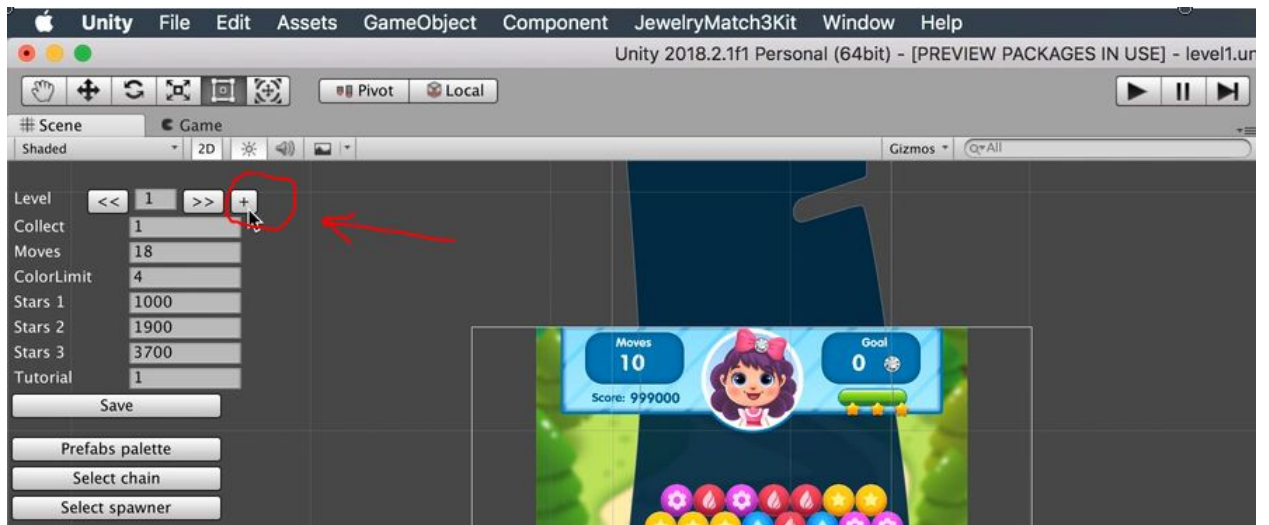 Unity File Edit Assets GameObject Component JewelryMatch3Kit Window Help
Unity 2018.2.1f1 Personal (64bit) - [PREVIEW PACKAGES IN USE] - level1.un
Pivot Local
Scene Game
Shaded 2D Gizmos All
Level << 1 >> +
Collect 1
Moves 18
ColorLimit 4
Stars 1 1000
Stars 2 1900
Stars 3 3700
Tutorial 1
Save
Prefabs palette
Select chain
Select spawner
Moves
10
Score: 999000
Goal
0